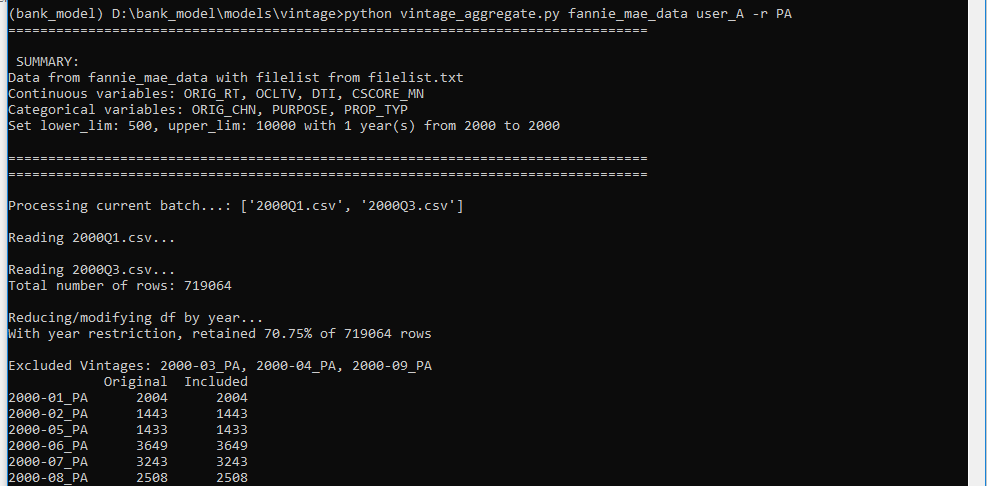 (bank_model) D:\bank_model\models\vintage>python vintage_aggregate.py fannie_mae_data user_A -r PA
================================================================================
SUMMARY:
Data from fannie_mae_data with filelist from filelist.txt
Continuous variables: ORIG_RT, OCLTV, DTI, CSCORE_MN
Categorical variables: ORIG_CHN, PURPOSE, PROP_TYP
Set lower_lim: 500, upper_lim: 10000 with 1 year(s) from 2000 to 2000
================================================================================
================================================================================
Processing current batch...: ['2000Q1.csv', '2000Q3.csv']
Reading 2000Q1.csv...
Reading 2000Q3.csv...
Total number of rows: 719064
Reducing/modifying df by year...
With year restriction, retained 70.75% of 719064 rows
Excluded Vintages: 2000-03_PA, 2000-04_PA, 2000-09_PA
            Original  Included
2000-01_PA      2004      2004
2000-02_PA      1443      1443
2000-05_PA      1433      1433
2000-06_PA      3649      3649
2000-07_PA      3243      3243
2000-08_PA      2508      2508